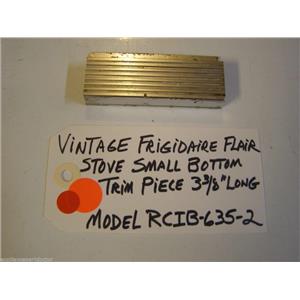 VINTAGE FRIGIDAIRE FLAIR
STOVE SMALL BOTTOM
TRIM PIECE 3 3/8" LONG
MODEL RCIB-635-2